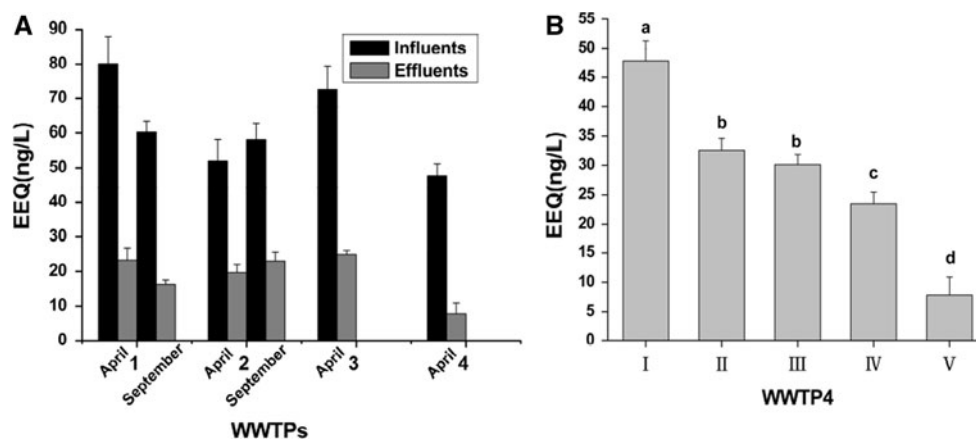 A
EEQ(ng/L)
90
80
70
60
50
40
30
20
10
0
Influents
Effluents
April 1 September
April 2 September
April 3
April 4
WWTPs
B
EEQ(ng/L)
55
50
45
40
35
30
25
20
15
10
5
0
a
b
b
c
d
I II III IV V
WWTP4